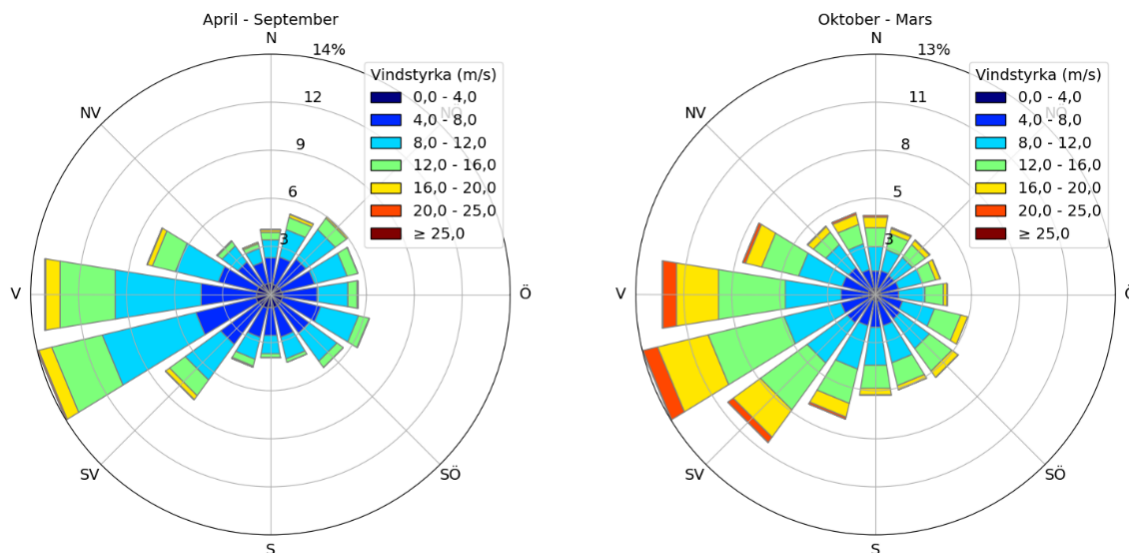 April - September
N
14%
Vindstyrka (m/s)
0,0 - 4,0
4,0 - 8,0
8,0 - 12,0
12,0 - 16,0
16,0 - 20,0
20,0 - 25,0
≥ 25,0
12
9
6
3
NV
NÖ
V
Ö
SV
SÖ
S
Oktober - Mars
N
13%
Vindstyrka (m/s)
0,0 - 4,0
4,0 - 8,0
8,0 - 12,0
12,0 - 16,0
16,0 - 20,0
20,0 - 25,0
≥ 25,0
11
8
5
3
NV
NÖ
V
Ö
SV
SÖ
S